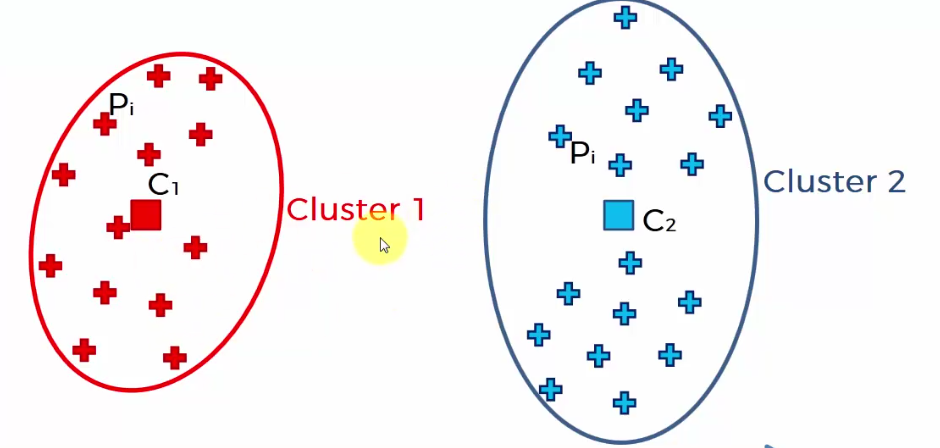 Pᵢ
C₁
Cluster 1
Pᵢ
C₂
Cluster 2